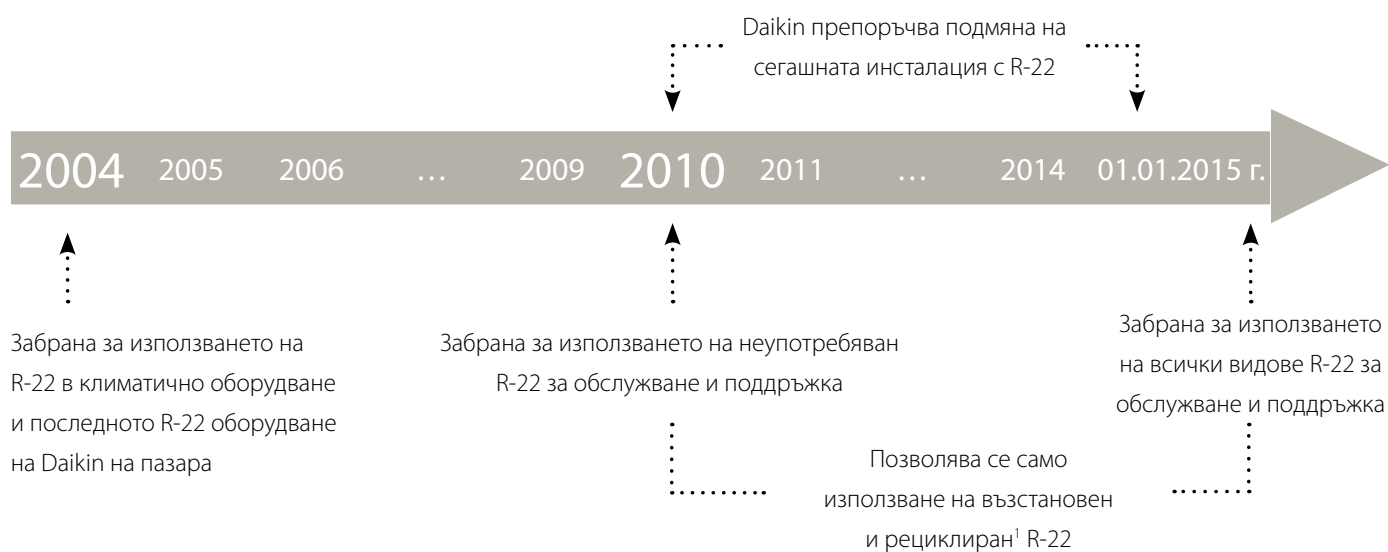 Daikin препоръчва подмяна на
сегашната инсталация с R-22
2004 2005 2006 … 2009 2010 2011 … 2014 01.01.2015 г.
Забрана за използването на
R-22 в климатично оборудване
и последното R-22 оборудване
на Daikin на пазара
Забрана за използването на неупотребяван
R-22 за обслужване и поддръжка
Забрана за използването
на всички видове R-22 за
обслужване и поддръжка
Позволява се само
използване на възстановен
и рециклиран¹ R-22